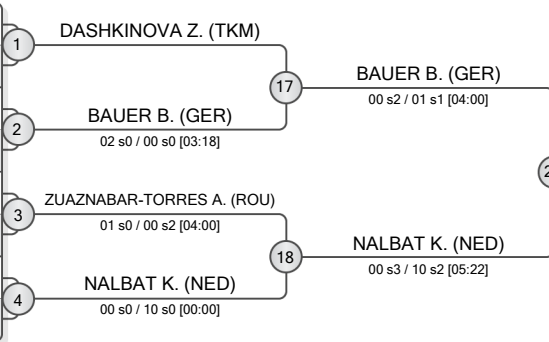 DASHKINOVA Z. (TKM)
1
17
BAUER B. (GER)
00 s2 / 01 s1 [04:00]
BAUER B. (GER)
2
02 s0 / 00 s0 [03:18]
ZUAZNABAR-TORRES A. (ROU)
3
01 s0 / 00 s2 [04:00]
18
NALBAT K. (NED)
00 s3 / 10 s2 [05:22]
NALBAT K. (NED)
4
00 s0 / 10 s0 [00:00]